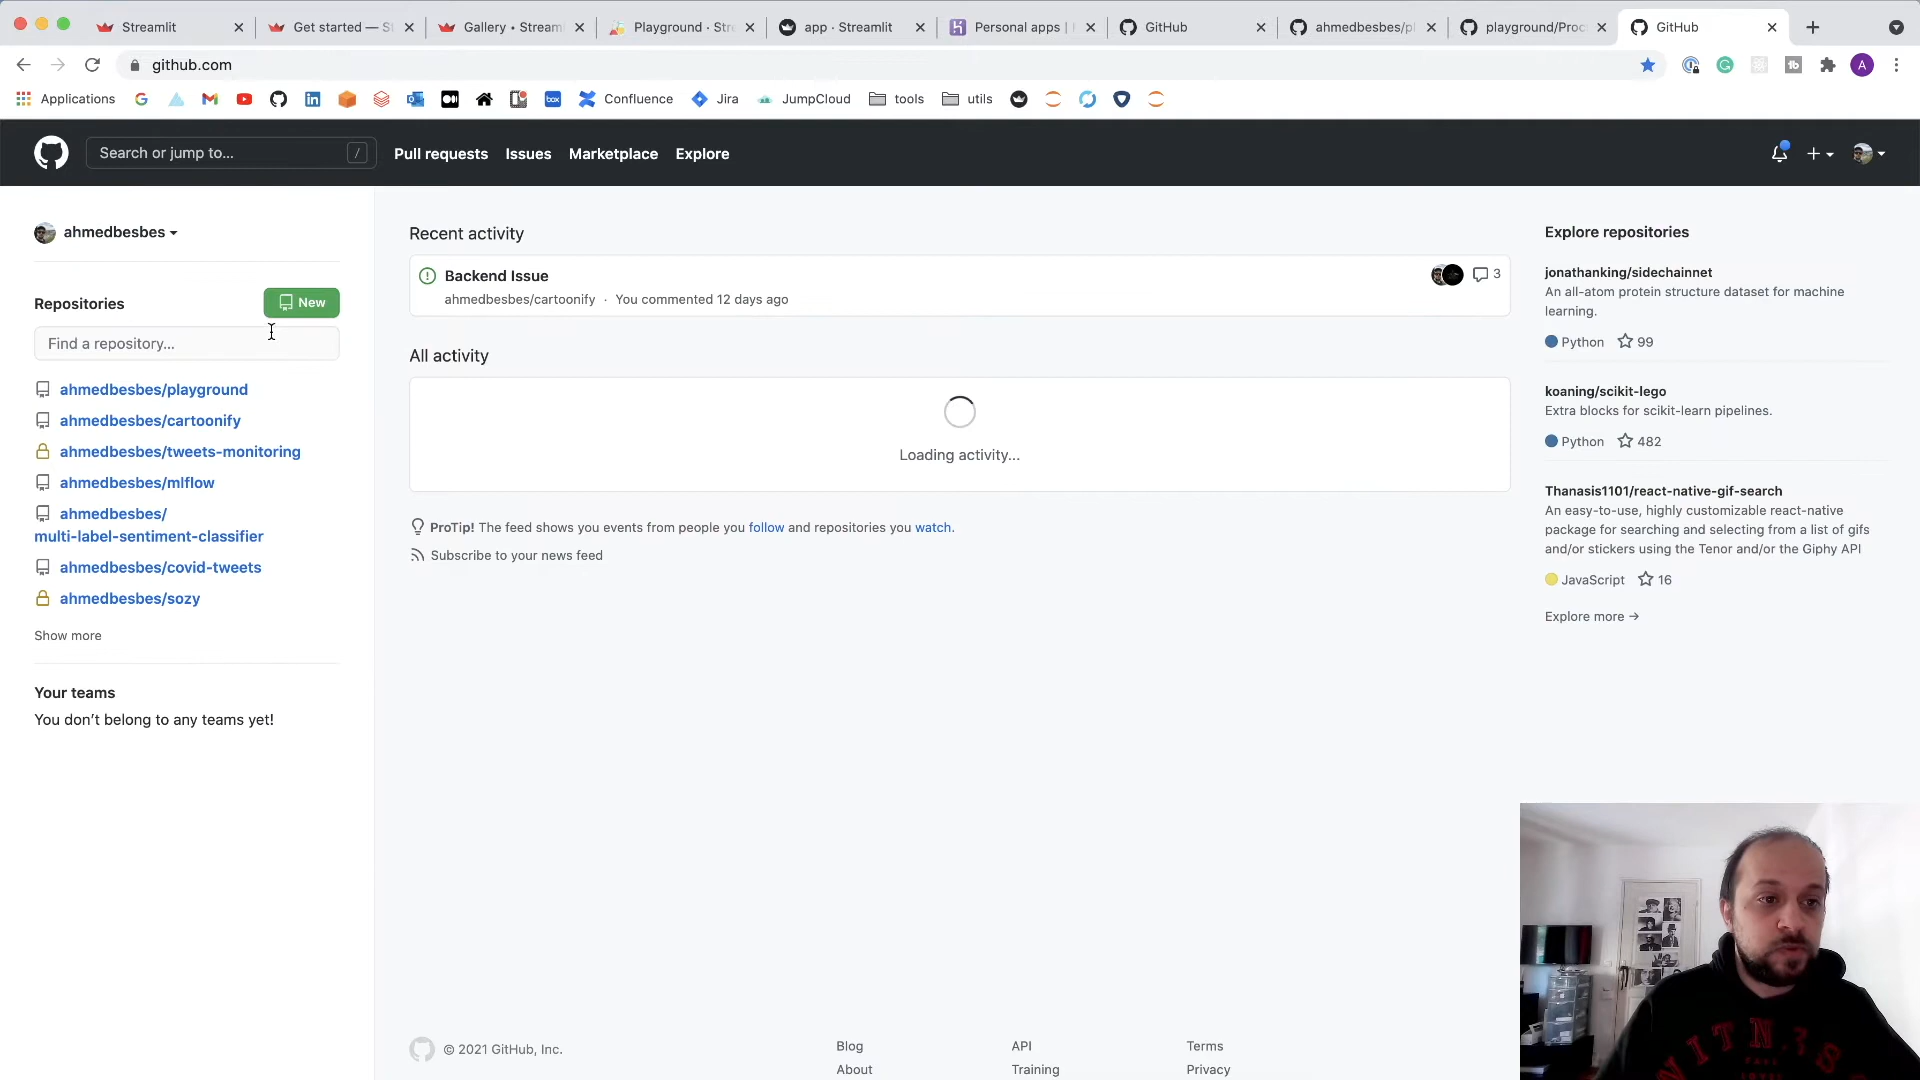 Streamlit
Get started — S
Gallery • Stream
Playground · Stre
app · Streamlit
Personal apps |
GitHub
ahmedbesbes/pl
playground/Proc
GitHub
github.com
A
Applications
Confluence
Jira
JumpCloud
tools
utils
Search or jump to...
/
Pull requests
Issues
Marketplace
Explore
ahmedbesbes
Repositories
New
Find a repository...
ahmedbesbes/playground
ahmedbesbes/cartoonify
ahmedbesbes/tweets-monitoring
ahmedbesbes/mlflow
ahmedbesbes/
multi-label-sentiment-classifier
ahmedbesbes/covid-tweets
ahmedbesbes/sozy
Show more
Your teams
You don't belong to any teams yet!
Recent activity
Backend Issue
3
ahmedbesbes/cartoonify · You commented 12 days ago
All activity
Loading activity...
ProTip! The feed shows you events from people you follow and repositories you watch.
Subscribe to your news feed
© 2021 GitHub, Inc.
Blog
About
API
Training
Terms
Privacy
Explore repositories
jonathanking/sidechainnet
An all-atom protein structure dataset for machine
learning.
Python 99
koaning/scikit-lego
Extra blocks for scikit-learn pipelines.
Python 482
Thanasis1101/react-native-gif-search
An easy-to-use, highly customizable react-native
package for searching and selecting from a list of gifs
and/or stickers using the Tenor and/or the Giphy API
JavaScript 16
Explore more →